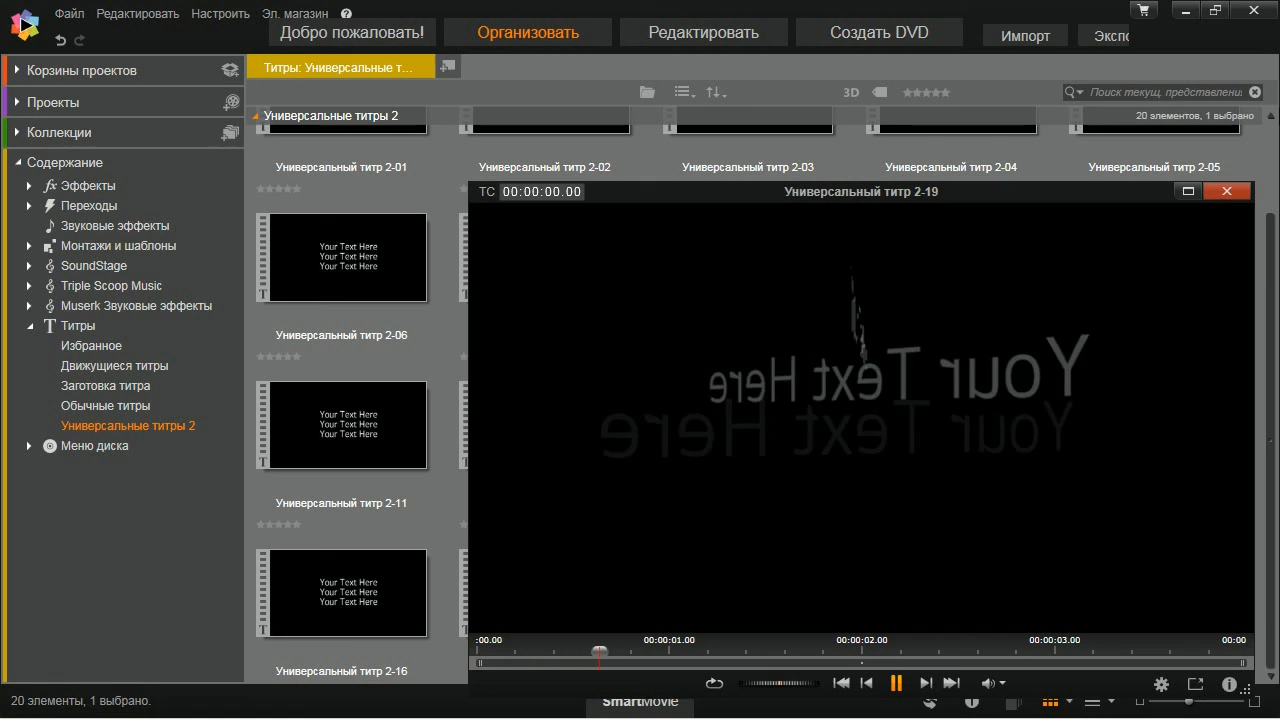 Файл Редактировать Настроить Эл. магазин
Добро пожаловать! Организовать Редактировать Создать DVD Импорт Экспо
Корзины проектов
Проекты
Коллекции
Содержание
Эффекты
Переходы
Звуковые эффекты
Монтажи и шаблоны
SoundStage
Triple Scoop Music
Muserk Звуковые эффекты
Титры
Избранное
Движущиеся титры
Заготовка титра
Обычные титры
Универсальные титры 2
Меню диска
Титры: Универсальные т...
3D
Поиск текущ. представлени
Универсальные титры 2
20 элементов, 1 выбрано
Универсальный титр 2-01 Универсальный титр 2-02 Универсальный титр 2-03 Универсальный титр 2-04 Универсальный титр 2-05
Your Text Here
Your Text Here
Your Text Here
Универсальный титр 2-06
Your Text Here
Your Text Here
Your Text Here
Универсальный титр 2-11
Your Text Here
Your Text Here
Your Text Here
Универсальный титр 2-16
TC 00:00:00.00 Универсальный титр 2-19
Your Text Here
Your Text Here
:00.00 00:00:01.00 00:00:02.00 00:00:03.00 00:00
20 элементы, 1 выбрано.
SmartMovie